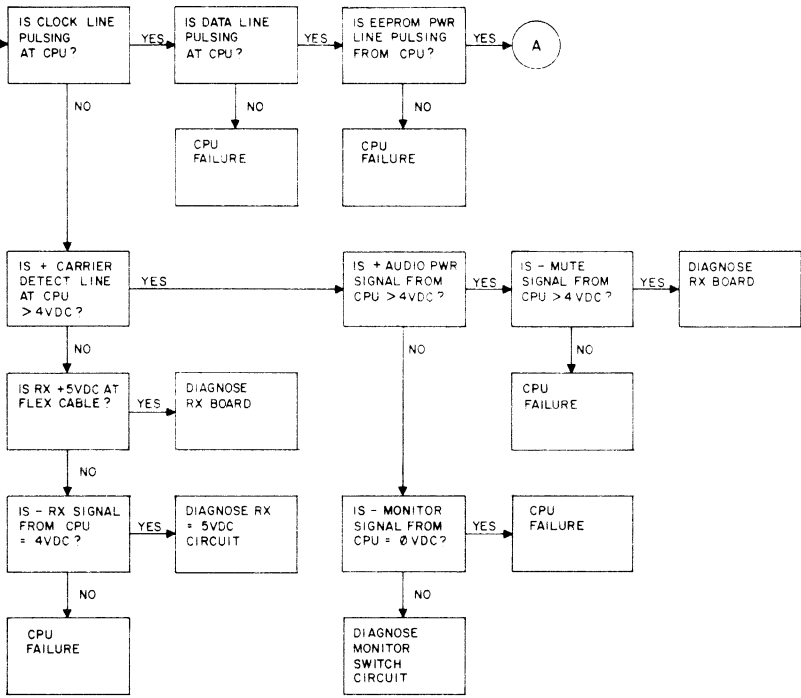 IS CLOCK LINE
PULSING
AT CPU?
YES
IS DATA LINE
PULSING
AT CPU?
YES
IS EEPROM PWR
LINE PULSING
FROM CPU?
YES
A
NO
NO
NO
CPU
FAILURE
CPU
FAILURE
IS + CARRIER
DETECT LINE
AT CPU
>4VDC?
YES
IS + AUDIO PWR
SIGNAL FROM
CPU >4VDC?
YES
IS - MUTE
SIGNAL FROM
CPU >4VDC?
YES
DIAGNOSE
RX BOARD
NO
NO
NO
IS RX +5VDC AT
FLEX CABLE?
YES
DIAGNOSE
RX BOARD
CPU
FAILURE
NO
IS - RX SIGNAL
FROM CPU
= 4VDC?
YES
DIAGNOSE RX
= 5VDC
CIRCUIT
IS - MONITOR
SIGNAL FROM
CPU = 0 VDC?
YES
CPU
FAILURE
NO
NO
CPU
FAILURE
DIAGNOSE
MONITOR
SWITCH
CIRCUIT